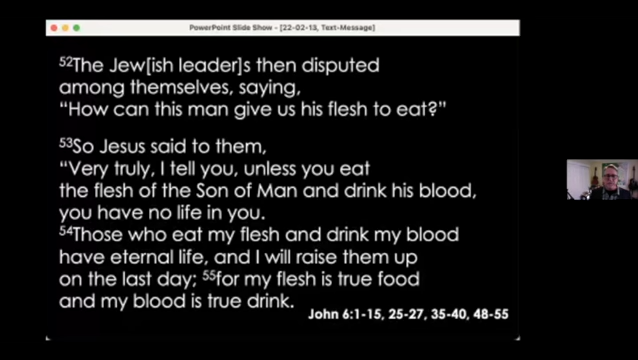 PowerPoint Slide Show - [22-02-13, Text-Message]
52The Jew[ish leader]s then disputed
among themselves, saying,
“How can this man give us his flesh to eat?”
53So Jesus said to them,
“Very truly, I tell you, unless you eat
the flesh of the Son of Man and drink his blood,
you have no life in you.
54Those who eat my flesh and drink my blood
have eternal life, and I will raise them up
on the last day; 55for my flesh is true food
and my blood is true drink.
John 6:1-15, 25-27, 35-40, 48-55